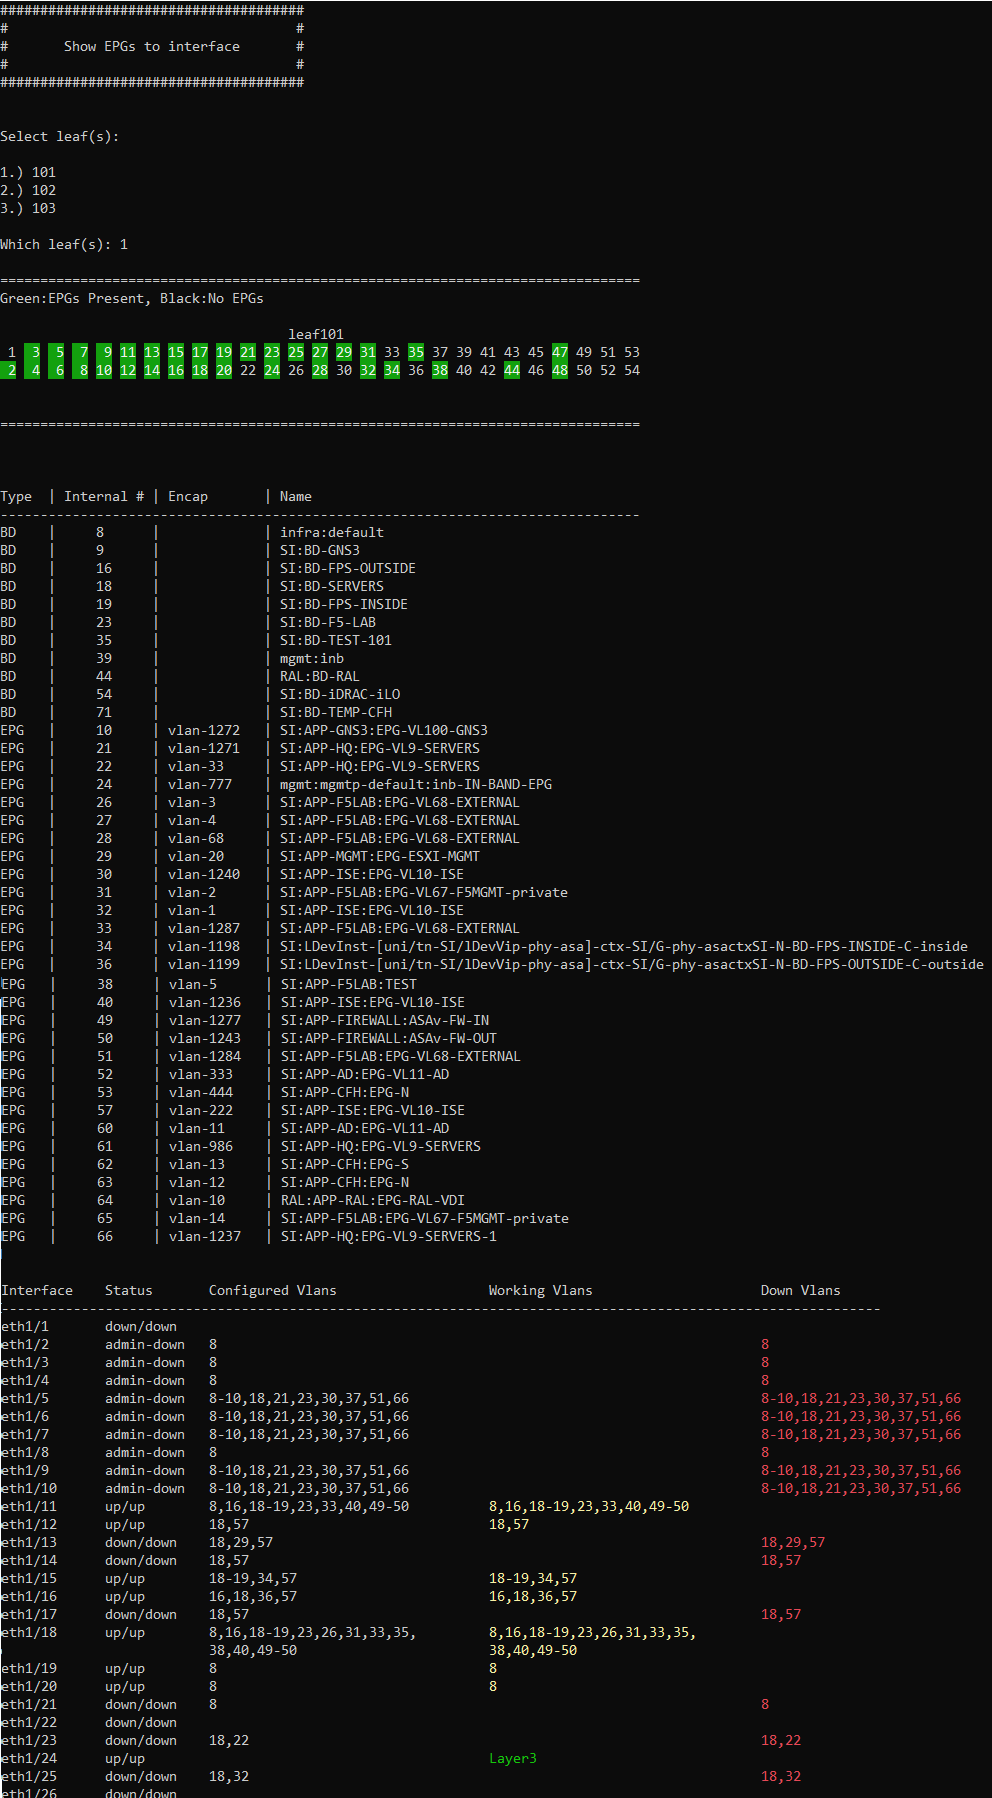 ######################################
#                                    #
#       Show EPGs to interface       #
#                                    #
######################################
Select leaf(s):
1.) 101
2.) 102
3.) 103
Which leaf(s): 1
================================================================================
Green:EPGs Present, Black:No EPGs
leaf101
1 3 5 7 9 11 13 15 17 19 21 23 25 27 29 31 33 35 37 39 41 43 45 47 49 51 53
2 4 6 8 10 12 14 16 18 20 22 24 26 28 30 32 34 36 38 40 42 44 46 48 50 52 54
================================================================================
Type  | Internal # | Encap       | Name
--------------------------------------------------------------------------------
BD    |     8      |             | infra:default
BD    |     9      |             | SI:BD-GNS3
BD    |     16     |             | SI:BD-FPS-OUTSIDE
BD    |     18     |             | SI:BD-SERVERS
BD    |     19     |             | SI:BD-FPS-INSIDE
BD    |     23     |             | SI:BD-F5-LAB
BD    |     35     |             | SI:BD-TEST-101
BD    |     39     |             | mgmt:inb
BD    |     44     |             | RAL:BD-RAL
BD    |     54     |             | SI:BD-iDRAC-iLO
BD    |     71     |             | SI:BD-TEMP-CFH
EPG   |     10     | vlan-1272   | SI:APP-GNS3:EPG-VL100-GNS3
EPG   |     21     | vlan-1271   | SI:APP-HQ:EPG-VL9-SERVERS
EPG   |     22     | vlan-33     | SI:APP-HQ:EPG-VL9-SERVERS
EPG   |     24     | vlan-777    | mgmt:mgmtp-default:inb-IN-BAND-EPG
EPG   |     26     | vlan-3      | SI:APP-F5LAB:EPG-VL68-EXTERNAL
EPG   |     27     | vlan-4      | SI:APP-F5LAB:EPG-VL68-EXTERNAL
EPG   |     28     | vlan-68     | SI:APP-F5LAB:EPG-VL68-EXTERNAL
EPG   |     29     | vlan-20     | SI:APP-MGMT:EPG-ESXI-MGMT
EPG   |     30     | vlan-1240   | SI:APP-ISE:EPG-VL10-ISE
EPG   |     31     | vlan-2      | SI:APP-F5LAB:EPG-VL67-F5MGMT-private
EPG   |     32     | vlan-1      | SI:APP-ISE:EPG-VL10-ISE
EPG   |     33     | vlan-1287   | SI:APP-F5LAB:EPG-VL68-EXTERNAL
EPG   |     34     | vlan-1198   | SI:LDevInst-[uni/tn-SI/lDevVip-phy-asa]-ctx-SI/G-phy-asactxSI-N-BD-FPS-INSIDE-C-inside
EPG   |     36     | vlan-1199   | SI:LDevInst-[uni/tn-SI/lDevVip-phy-asa]-ctx-SI/G-phy-asactxSI-N-BD-FPS-OUTSIDE-C-outside
EPG   |     38     | vlan-5      | SI:APP-F5LAB:TEST
EPG   |     40     | vlan-1236   | SI:APP-ISE:EPG-VL10-ISE
EPG   |     49     | vlan-1277   | SI:APP-FIREWALL:ASAv-FW-IN
EPG   |     50     | vlan-1243   | SI:APP-FIREWALL:ASAv-FW-OUT
EPG   |     51     | vlan-1284   | SI:APP-F5LAB:EPG-VL68-EXTERNAL
EPG   |     52     | vlan-333    | SI:APP-AD:EPG-VL11-AD
EPG   |     53     | vlan-444    | SI:APP-CFH:EPG-N
EPG   |     57     | vlan-222    | SI:APP-ISE:EPG-VL10-ISE
EPG   |     60     | vlan-11     | SI:APP-AD:EPG-VL11-AD
EPG   |     61     | vlan-986    | SI:APP-HQ:EPG-VL9-SERVERS
EPG   |     62     | vlan-13     | SI:APP-CFH:EPG-S
EPG   |     63     | vlan-12     | SI:APP-CFH:EPG-N
EPG   |     64     | vlan-10     | RAL:APP-RAL:EPG-RAL-VDI
EPG   |     65     | vlan-14     | SI:APP-F5LAB:EPG-VL67-F5MGMT-private
EPG   |     66     | vlan-1237   | SI:APP-HQ:EPG-VL9-SERVERS-1
Interface    Status       Configured Vlans                   Working Vlans                     Down Vlans
--------------------------------------------------------------------------------------------------------------
eth1/1       down/down
eth1/2       admin-down   8                                                                    8
eth1/3       admin-down   8                                                                    8
eth1/4       admin-down   8                                                                    8
eth1/5       admin-down   8-10,18,21,23,30,37,51,66                                            8-10,18,21,23,30,37,51,66
eth1/6       admin-down   8-10,18,21,23,30,37,51,66                                            8-10,18,21,23,30,37,51,66
eth1/7       admin-down   8-10,18,21,23,30,37,51,66                                            8-10,18,21,23,30,37,51,66
eth1/8       admin-down   8                                                                    8
eth1/9       admin-down   8-10,18,21,23,30,37,51,66                                            8-10,18,21,23,30,37,51,66
eth1/10      admin-down   8-10,18,21,23,30,37,51,66                                            8-10,18,21,23,30,37,51,66
eth1/11      up/up        8,16,18-19,23,33,40,49-50          8,16,18-19,23,33,40,49-50
eth1/12      up/up        18,57                              18,57
eth1/13      down/down    18,29,57                                                             18,29,57
eth1/14      down/down    18,57                                                                18,57
eth1/15      up/up        18-19,34,57                        18-19,34,57
eth1/16      up/up        16,18,36,57                        16,18,36,57
eth1/17      down/down    18,57                                                                18,57
eth1/18      up/up        8,16,18-19,23,26,31,33,35,         8,16,18-19,23,26,31,33,35,
38,40,49-50                        38,40,49-50
eth1/19      up/up        8                                  8
eth1/20      up/up        8                                  8
eth1/21      down/down    8                                                                    8
eth1/22      down/down
eth1/23      down/down    18,22                                                                18,22
eth1/24      up/up                                           Layer3
eth1/25      down/down    18,32                                                                18,32
eth1/26      down/down